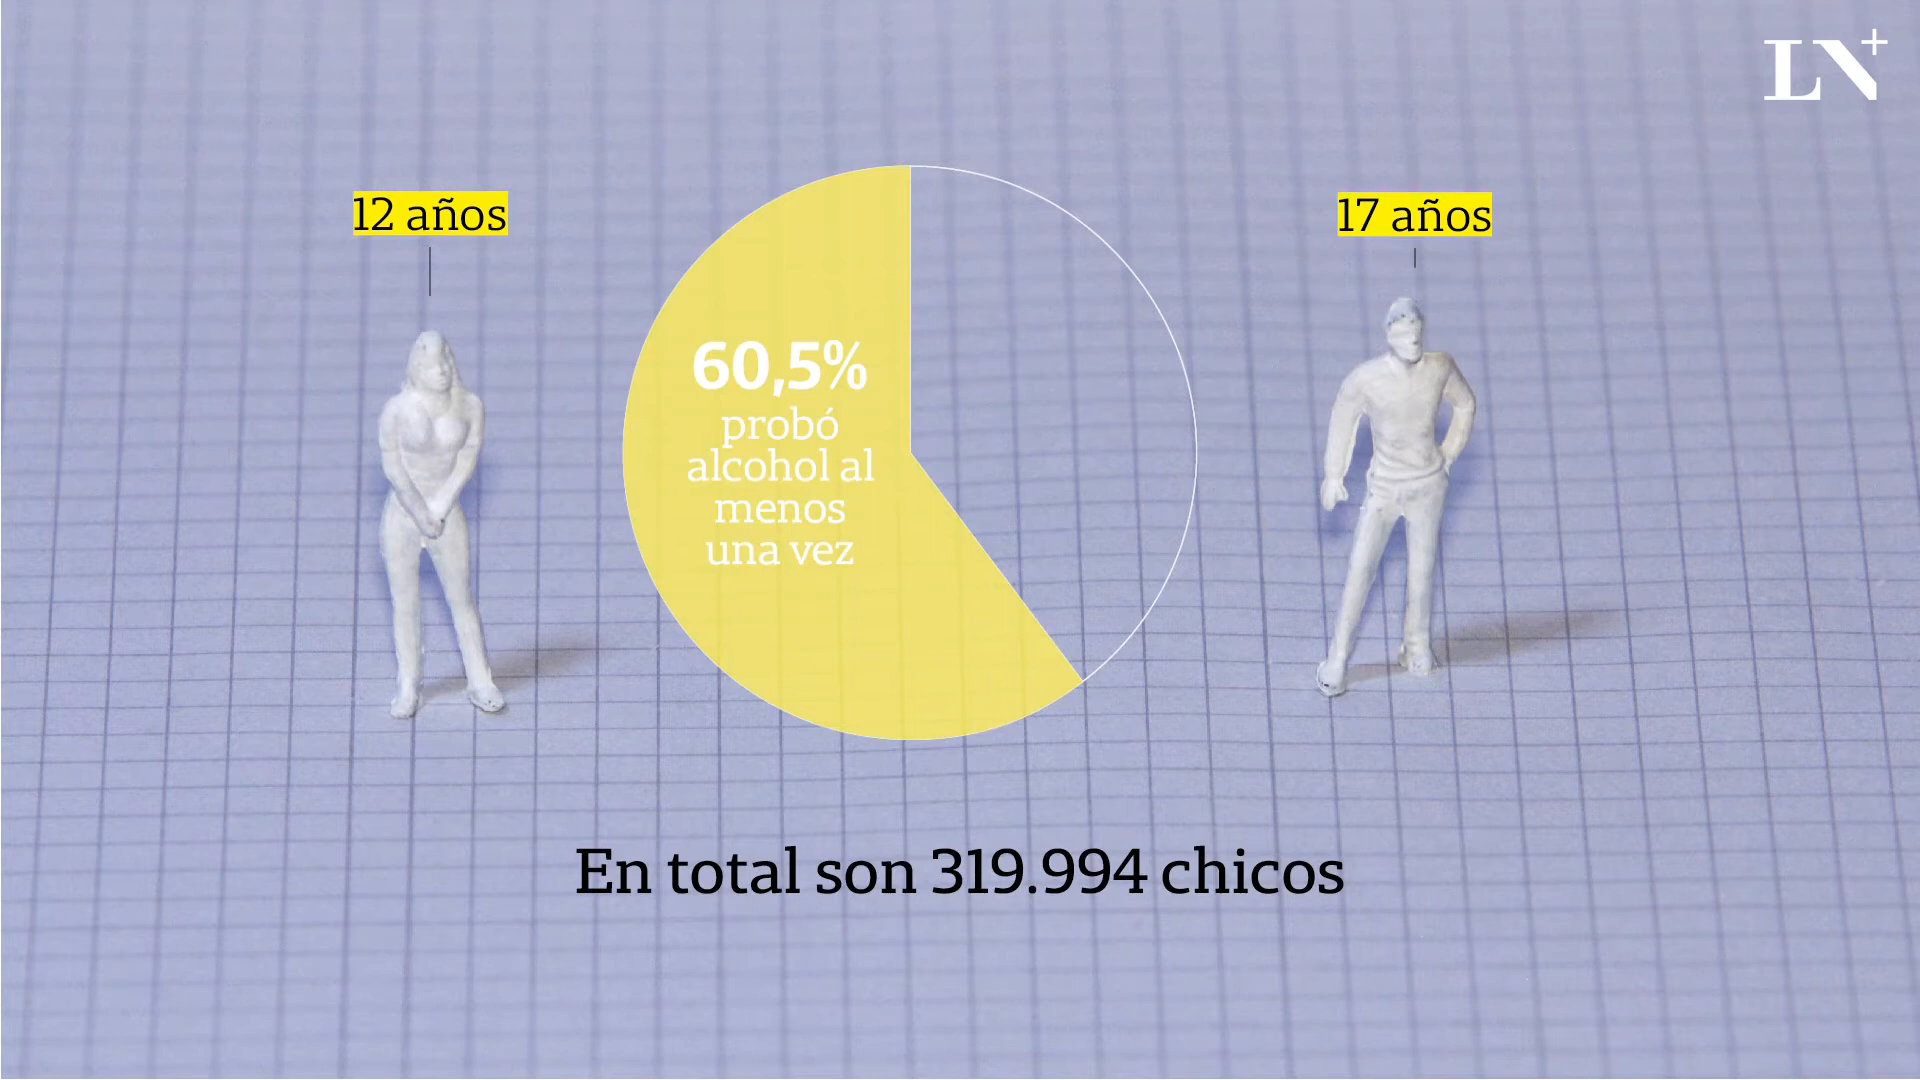 LN+
12 años
17 años
60,5%
probó
alcohol al
menos
una vez
En total son 319.994 chicos